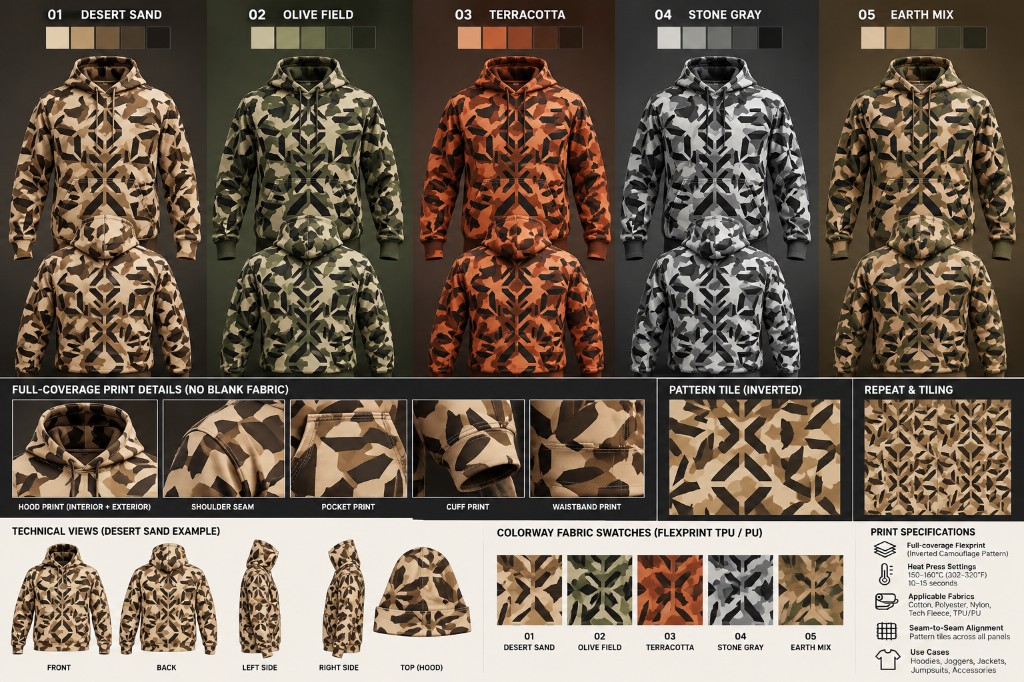 01 DESERT SAND
02 OLIVE FIELD
03 TERRACOTTA
04 STONE GRAY
05 EARTH MIX
FULL-COVERAGE PRINT DETAILS (NO BLANK FABRIC)
HOOD PRINT (INTERIOR + EXTERIOR)
SHOULDER SEAM
POCKET PRINT
CUFF PRINT
WAISTBAND PRINT
PATTERN TILE (INVERTED)
REPEAT & TILING
TECHNICAL VIEWS (DESERT SAND EXAMPLE)
FRONT
BACK
LEFT SIDE
RIGHT SIDE
TOP (HOOD)
COLORWAY FABRIC SWATCHES (FLEXPRINT TPU / PU)
01
DESERT SAND
02
OLIVE FIELD
03
TERRACOTTA
04
STONE GRAY
05
EARTH MIX
PRINT SPECIFICATIONS
Full-coverage Flexprint
(Inverted Camouflage Pattern)
Heat Press Settings
150–160°C (302–320°F)
10–15 seconds
Applicable Fabrics
Cotton, Polyester, Nylon,
Tech Fleece, TPU/PU
Seam-to-Seam Alignment
Pattern tiles across all panels
Use Cases
Hoodies, Joggers, Jackets,
Jumpsuits, Accessories